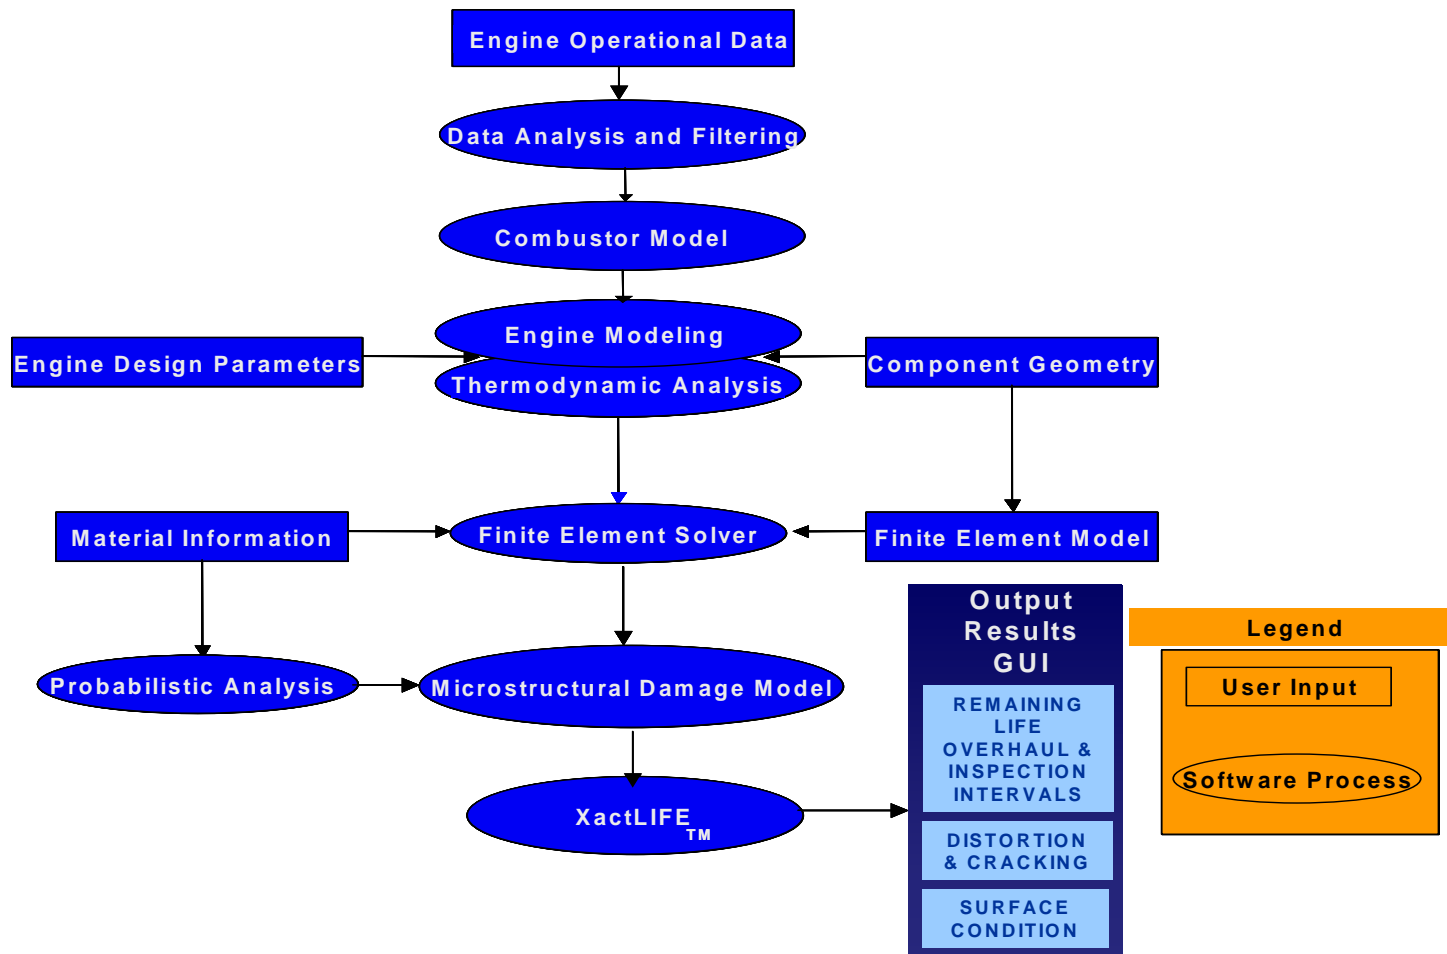 Engine Operational Data
Data Analysis and Filtering
Combustor Model
Engine Modeling
Engine Design Parameters
Thermodynamic Analysis
Component Geometry
Material Information
Finite Element Solver
Finite Element Model
Probabilistic Analysis
Microstructural Damage Model
XactLIFE TM
Output
Results
GUI
REMAINING
LIFE
OVERHAUL &
INSPECTION
INTERVALS
DISTORTION
& CRACKING
SURFACE
CONDITION
Legend
User Input
Software Process